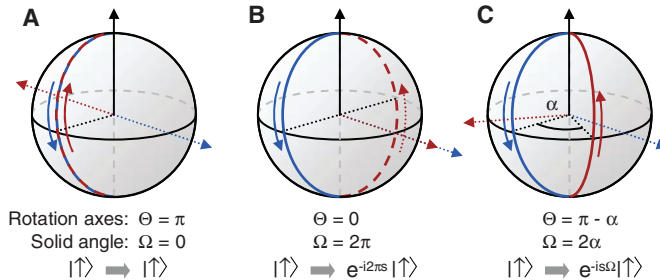 A B C
α
Rotation axes: Θ = π Θ = 0 Θ = π - α
Solid angle: Ω = 0 Ω = 2π Ω = 2α
|↑⟩ ➡ |↑⟩ |↑⟩ ➡ e^{-i2πs} |↑⟩ |↑⟩ ➡ e^{-isΩ}|↑⟩